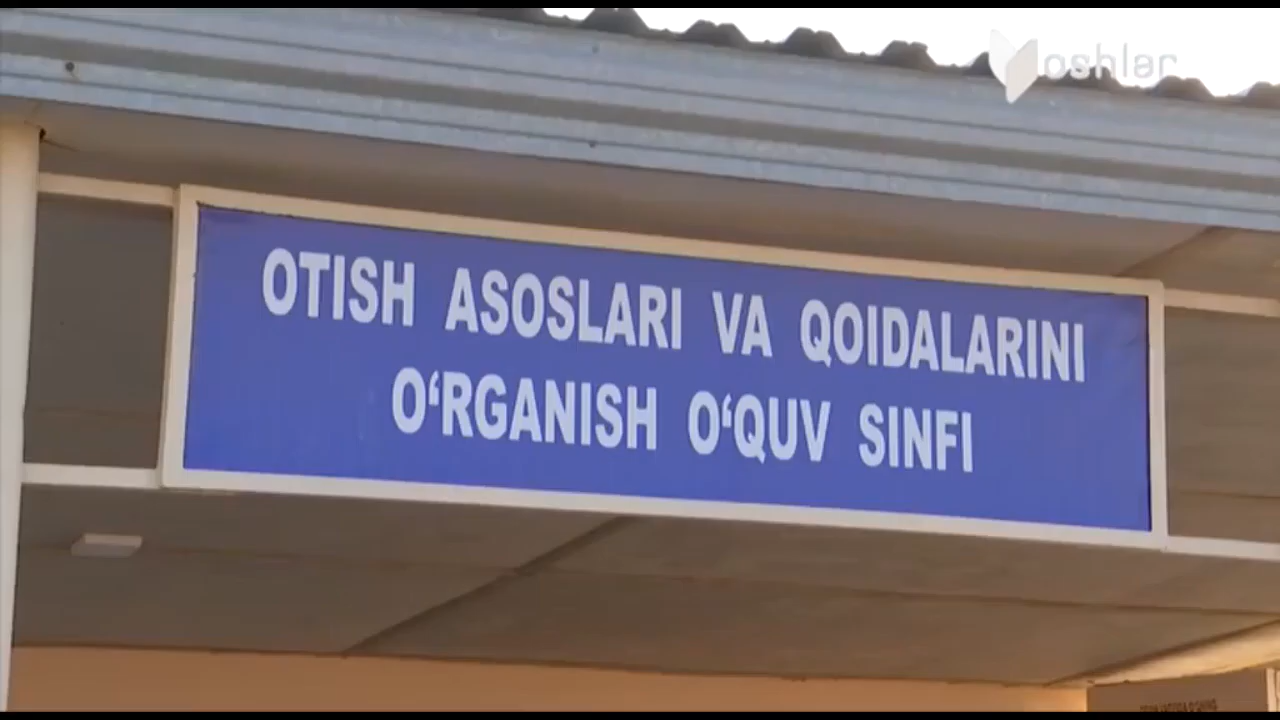 oshlar
OTISH ASOSLARI VA QOIDALARINI
O‘RGANISH O‘QUV SINFI